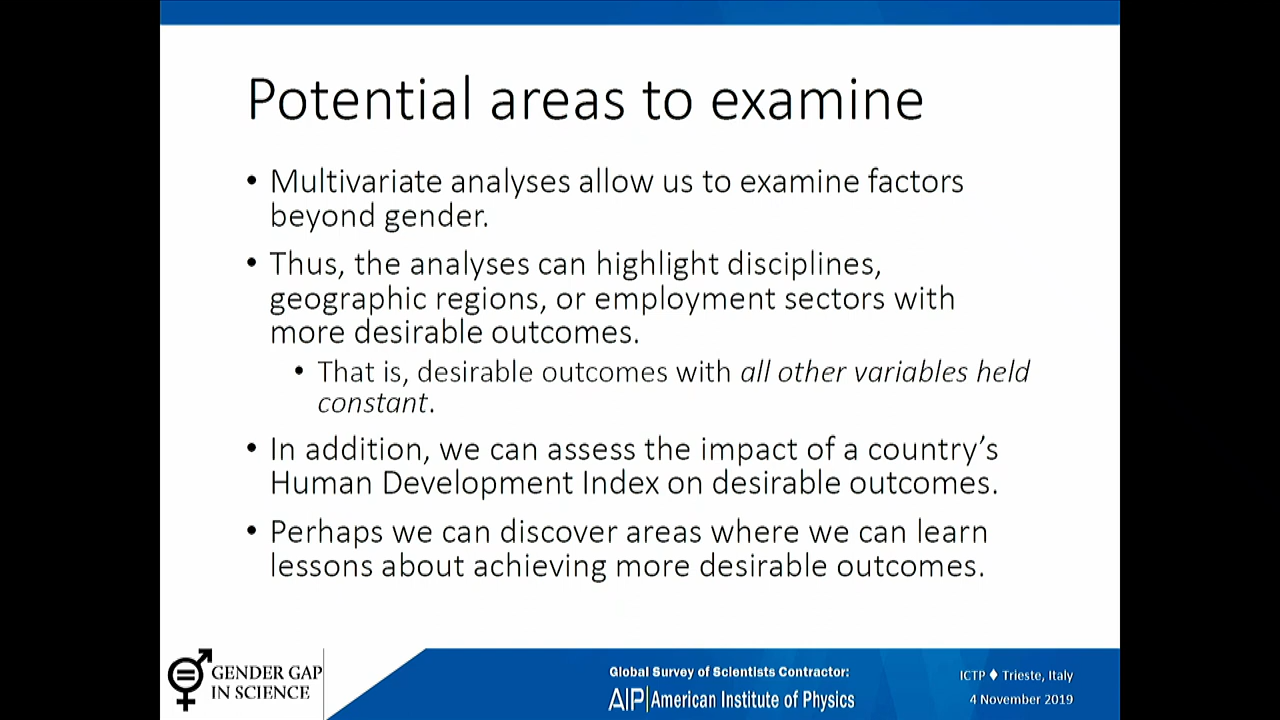 Potential areas to examine
• Multivariate analyses allow us to examine factors
beyond gender.
• Thus, the analyses can highlight disciplines,
geographic regions, or employment sectors with
more desirable outcomes.
• That is, desirable outcomes with all other variables held
constant.
• In addition, we can assess the impact of a country's
Human Development Index on desirable outcomes.
• Perhaps we can discover areas where we can learn
lessons about achieving more desirable outcomes.
GENDER GAP
IN SCIENCE
Global Survey of Scientists Contractor:
AIP|American Institute of Physics
ICTP ♦ Trieste, Italy
4 November 2019